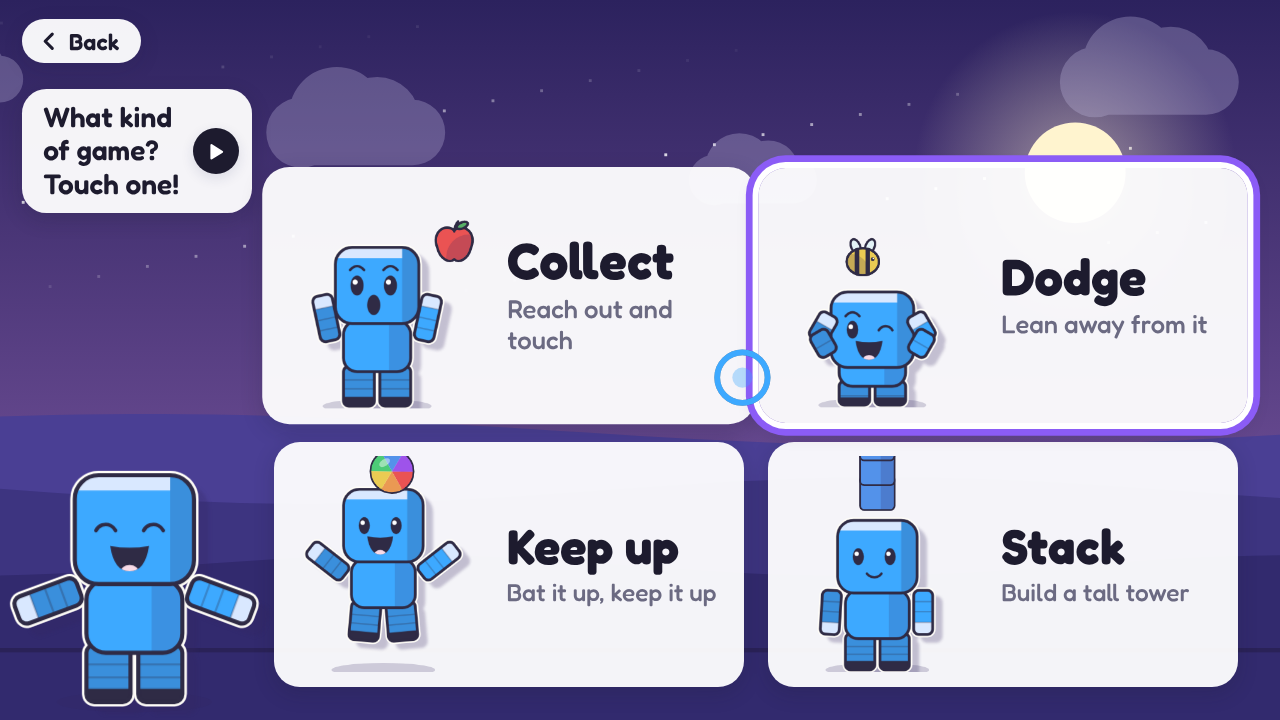 Back
What kind
of game?
Touch one!
Collect
Reach out and
touch
Dodge
Lean away from it
Keep up
Bat it up, keep it up
Stack
Build a tall tower